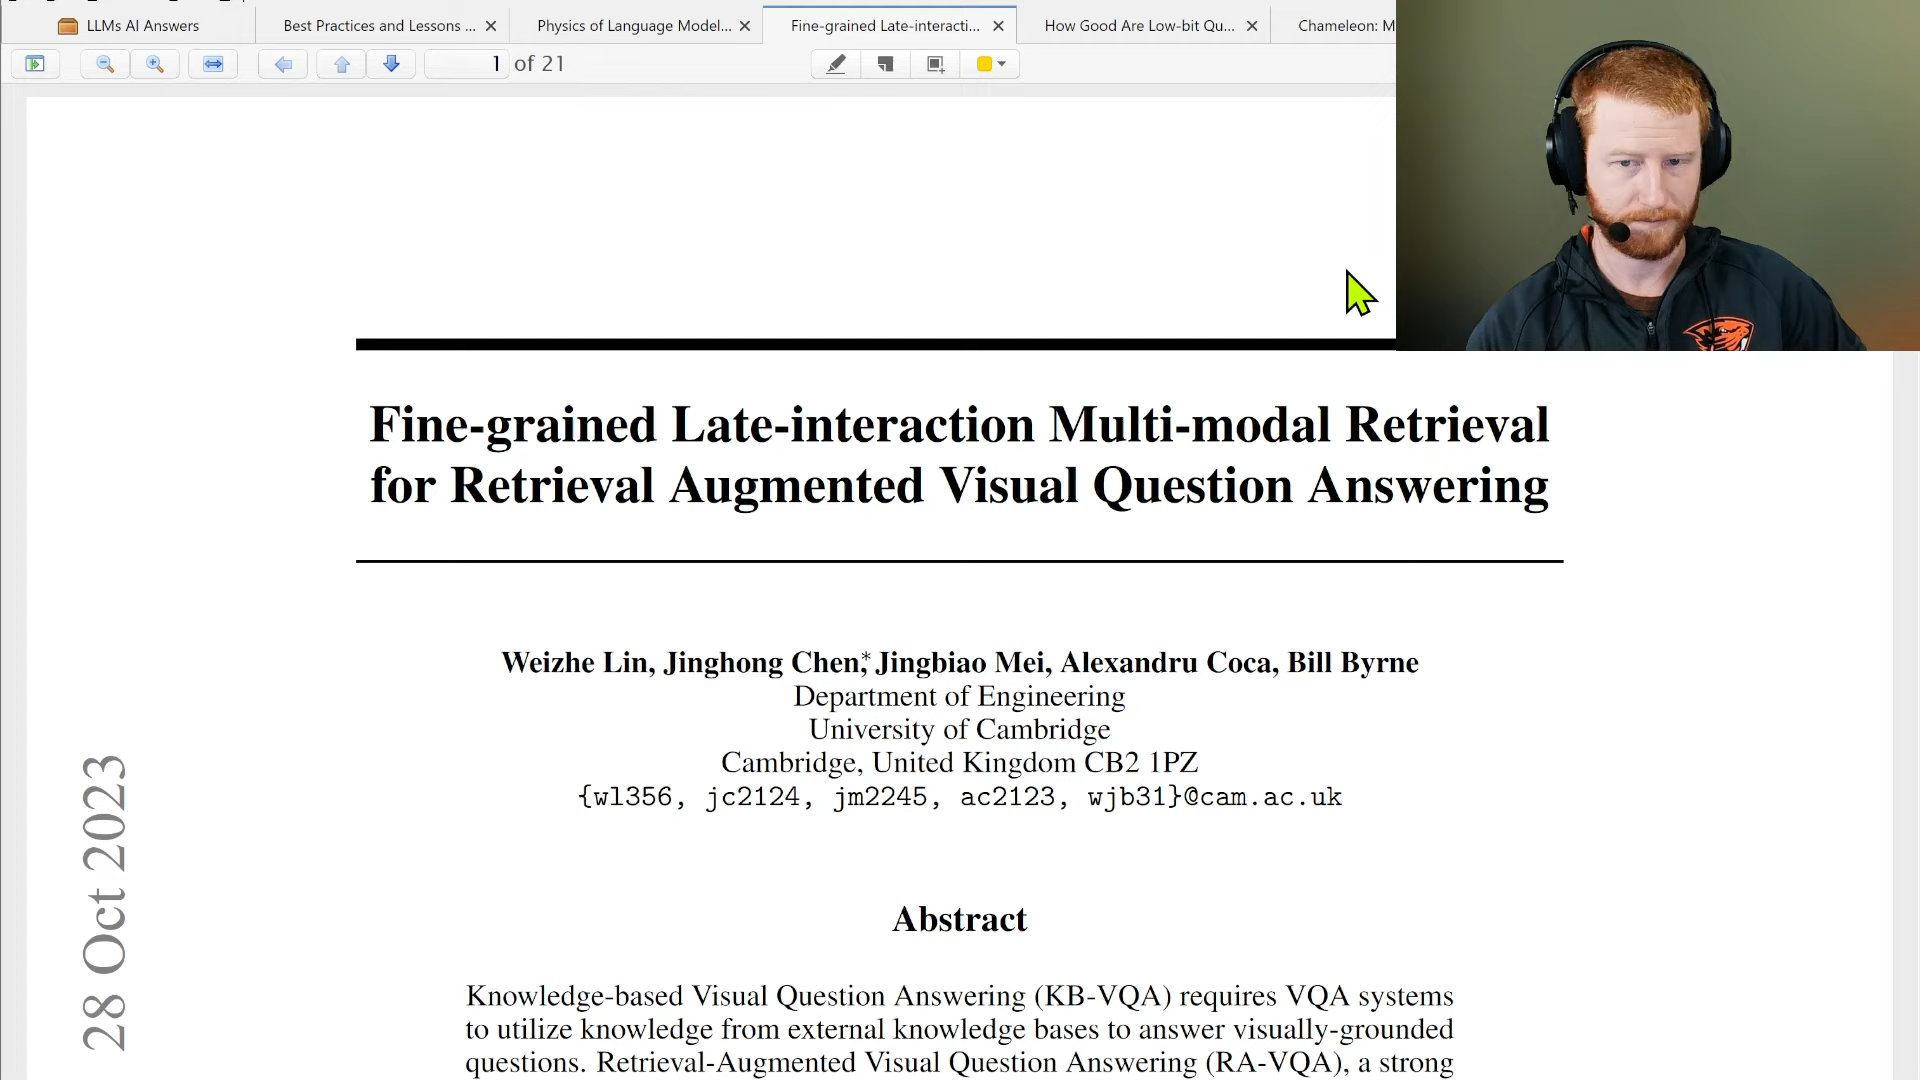 LLMs AI Answers
Best Practices and Lessons ...
Physics of Language Model...
Fine-grained Late-interacti...
How Good Are Low-bit Qu...
Chameleon: M
1 of 21
Fine-grained Late-interaction Multi-modal Retrieval
for Retrieval Augmented Visual Question Answering
Weizhe Lin, Jinghong Chen,* Jingbiao Mei, Alexandru Coca, Bill Byrne
Department of Engineering
University of Cambridge
Cambridge, United Kingdom CB2 1PZ
{wl356, jc2124, jm2245, ac2123, wjb31}@cam.ac.uk
28 Oct 2023
Abstract
Knowledge-based Visual Question Answering (KB-VQA) requires VQA systems
to utilize knowledge from external knowledge bases to answer visually-grounded
questions. Retrieval-Augmented Visual Question Answering (RA-VQA), a strong